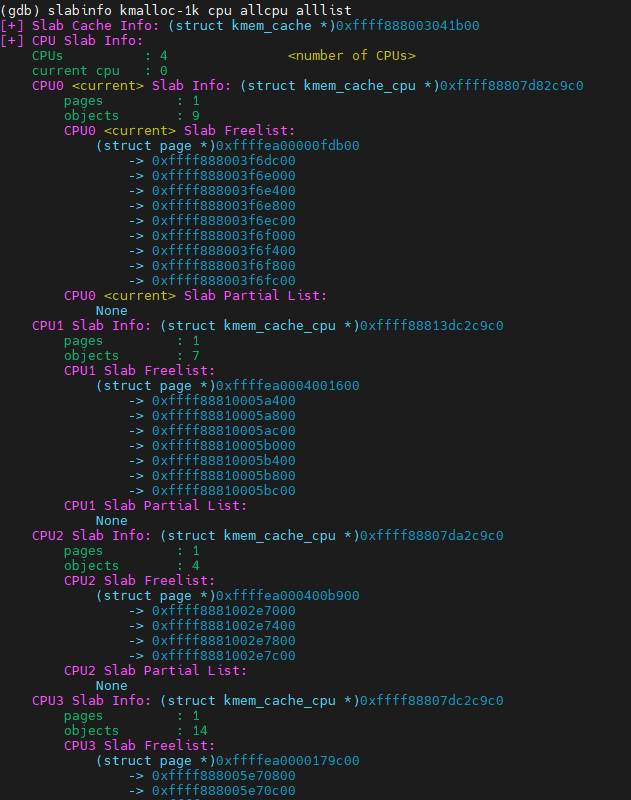 (gdb) slabinfo kmalloc-1k cpu allcpu alllist
[+] Slab Cache Info: (struct kmem_cache *)0xffff888003041b00
[+] CPU Slab Info:
CPUs : 4 <number of CPUs>
current cpu : 0
CPU0 <current> Slab Info: (struct kmem_cache_cpu *)0xffff88807d82c9c0
pages : 1
objects : 9
CPU0 <current> Slab Freelist:
(struct page *)0xffffea00000fdb00
-> 0xffff888003f6dc00
-> 0xffff888003f6e000
-> 0xffff888003f6e400
-> 0xffff888003f6e800
-> 0xffff888003f6ec00
-> 0xffff888003f6f000
-> 0xffff888003f6f400
-> 0xffff888003f6f800
-> 0xffff888003f6fc00
CPU0 <current> Slab Partial List:
None
CPU1 Slab Info: (struct kmem_cache_cpu *)0xffff88813dc2c9c0
pages : 1
objects : 7
CPU1 Slab Freelist:
(struct page *)0xffffea0004001600
-> 0xffff88810005a400
-> 0xffff88810005a800
-> 0xffff88810005ac00
-> 0xffff88810005b000
-> 0xffff88810005b400
-> 0xffff88810005b800
-> 0xffff88810005bc00
CPU1 Slab Partial List:
None
CPU2 Slab Info: (struct kmem_cache_cpu *)0xffff88807da2c9c0
pages : 1
objects : 4
CPU2 Slab Freelist:
(struct page *)0xffffea000400b900
-> 0xffff8881002e7000
-> 0xffff8881002e7400
-> 0xffff8881002e7800
-> 0xffff8881002e7c00
CPU2 Slab Partial List:
None
CPU3 Slab Info: (struct kmem_cache_cpu *)0xffff88807dc2c9c0
pages : 1
objects : 14
CPU3 Slab Freelist:
(struct page *)0xffffea0000179c00
-> 0xffff888005e70800
-> 0xffff888005e70c00